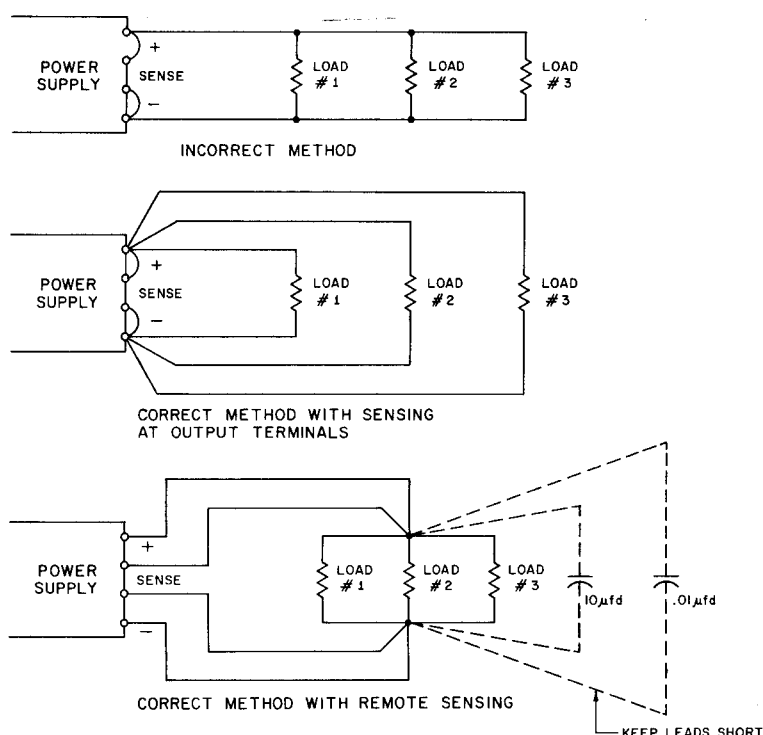 POWER
SUPPLY
+
SENSE
−
LOAD
#1
LOAD
#2
LOAD
#3
INCORRECT METHOD
POWER
SUPPLY
+
SENSE
−
LOAD
#1
LOAD
#2
LOAD
#3
CORRECT METHOD WITH SENSING
AT OUTPUT TERMINALS
POWER
SUPPLY
+
SENSE
−
LOAD
#1
LOAD
#2
LOAD
#3
10µfd
.01µfd
CORRECT METHOD WITH REMOTE SENSING
KEEP LEADS SHORT